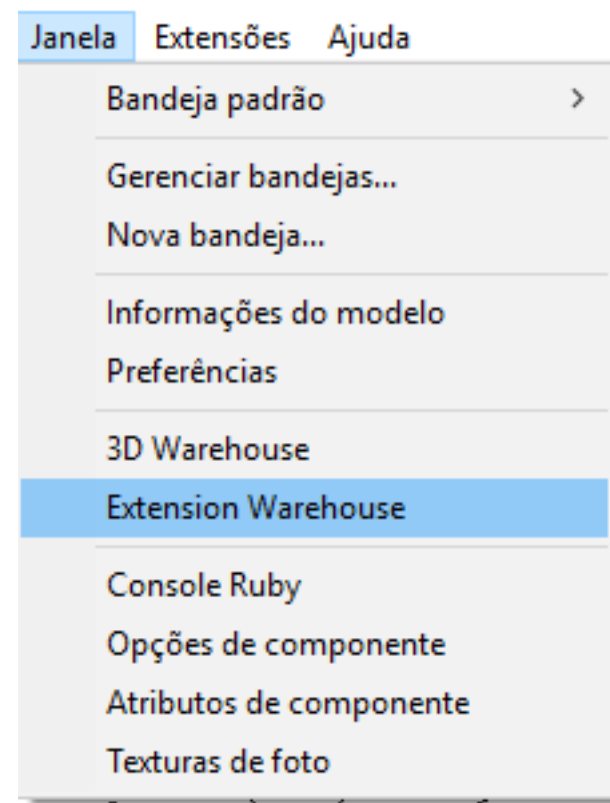 Janela Extensões Ajuda
Bandeja padrão
Gerenciar bandejas...
Nova bandeja...
Informações do modelo
Preferências
3D Warehouse
Extension Warehouse
Console Ruby
Opções de componente
Atributos de componente
Texturas de foto